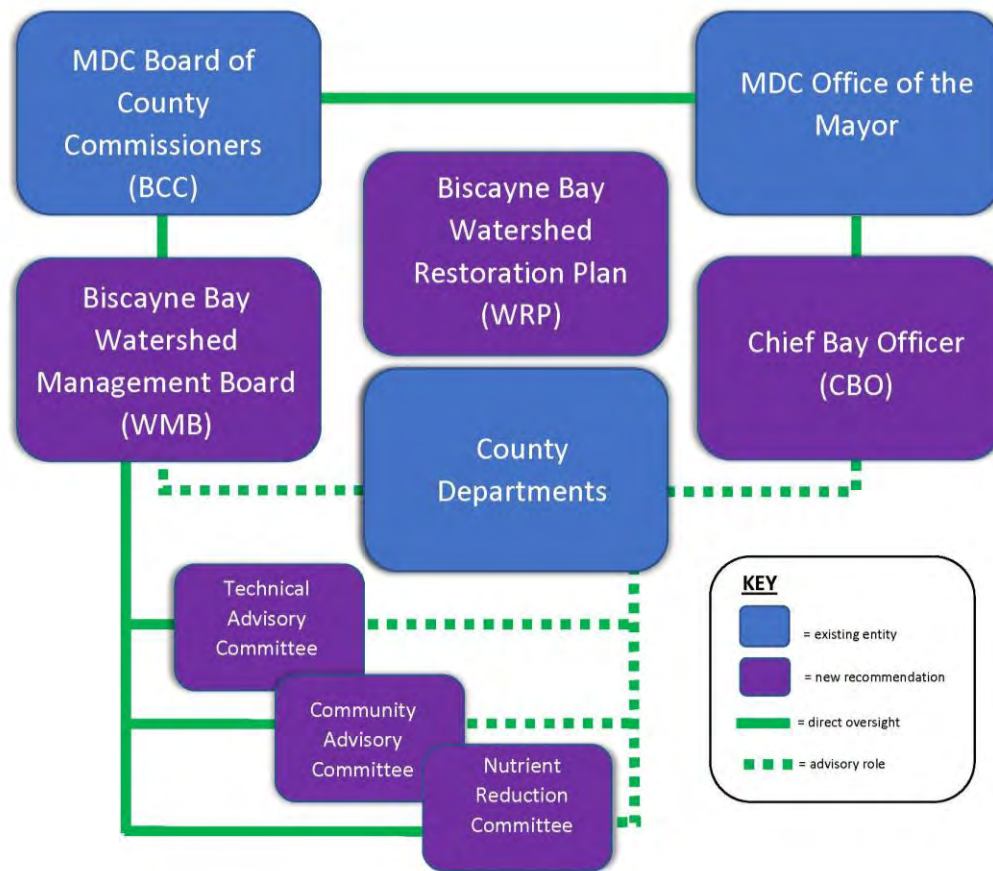 MDC Board of
County
Commissioners
(BCC)
MDC Office of the
Mayor
Biscayne Bay
Watershed
Restoration Plan
(WRP)
Biscayne Bay
Watershed
Management Board
(WMB)
Chief Bay Officer
(CBO)
County
Departments
Technical
Advisory
Committee
Community
Advisory
Committee
Nutrient
Reduction
Committee
KEY
= existing entity
= new recommendation
= direct oversight
= advisory role